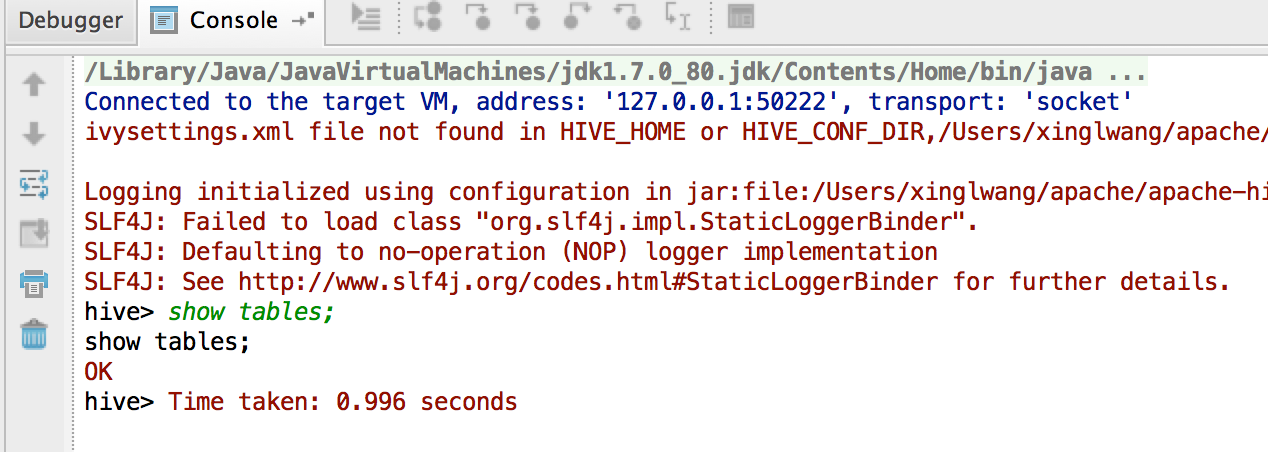 Debugger Console
/Library/Java/JavaVirtualMachines/jdk1.7.0_80.jdk/Contents/Home/bin/java ...
Connected to the target VM, address: '127.0.0.1:50222', transport: 'socket'
ivysettings.xml file not found in HIVE_HOME or HIVE_CONF_DIR,/Users/xinglwang/apache/
Logging initialized using configuration in jar:file:/Users/xinglwang/apache/apache-hi
SLF4J: Failed to load class "org.slf4j.impl.StaticLoggerBinder".
SLF4J: Defaulting to no-operation (NOP) logger implementation
SLF4J: See http://www.slf4j.org/codes.html#StaticLoggerBinder for further details.
hive> show tables;
show tables;
OK
hive> Time taken: 0.996 seconds